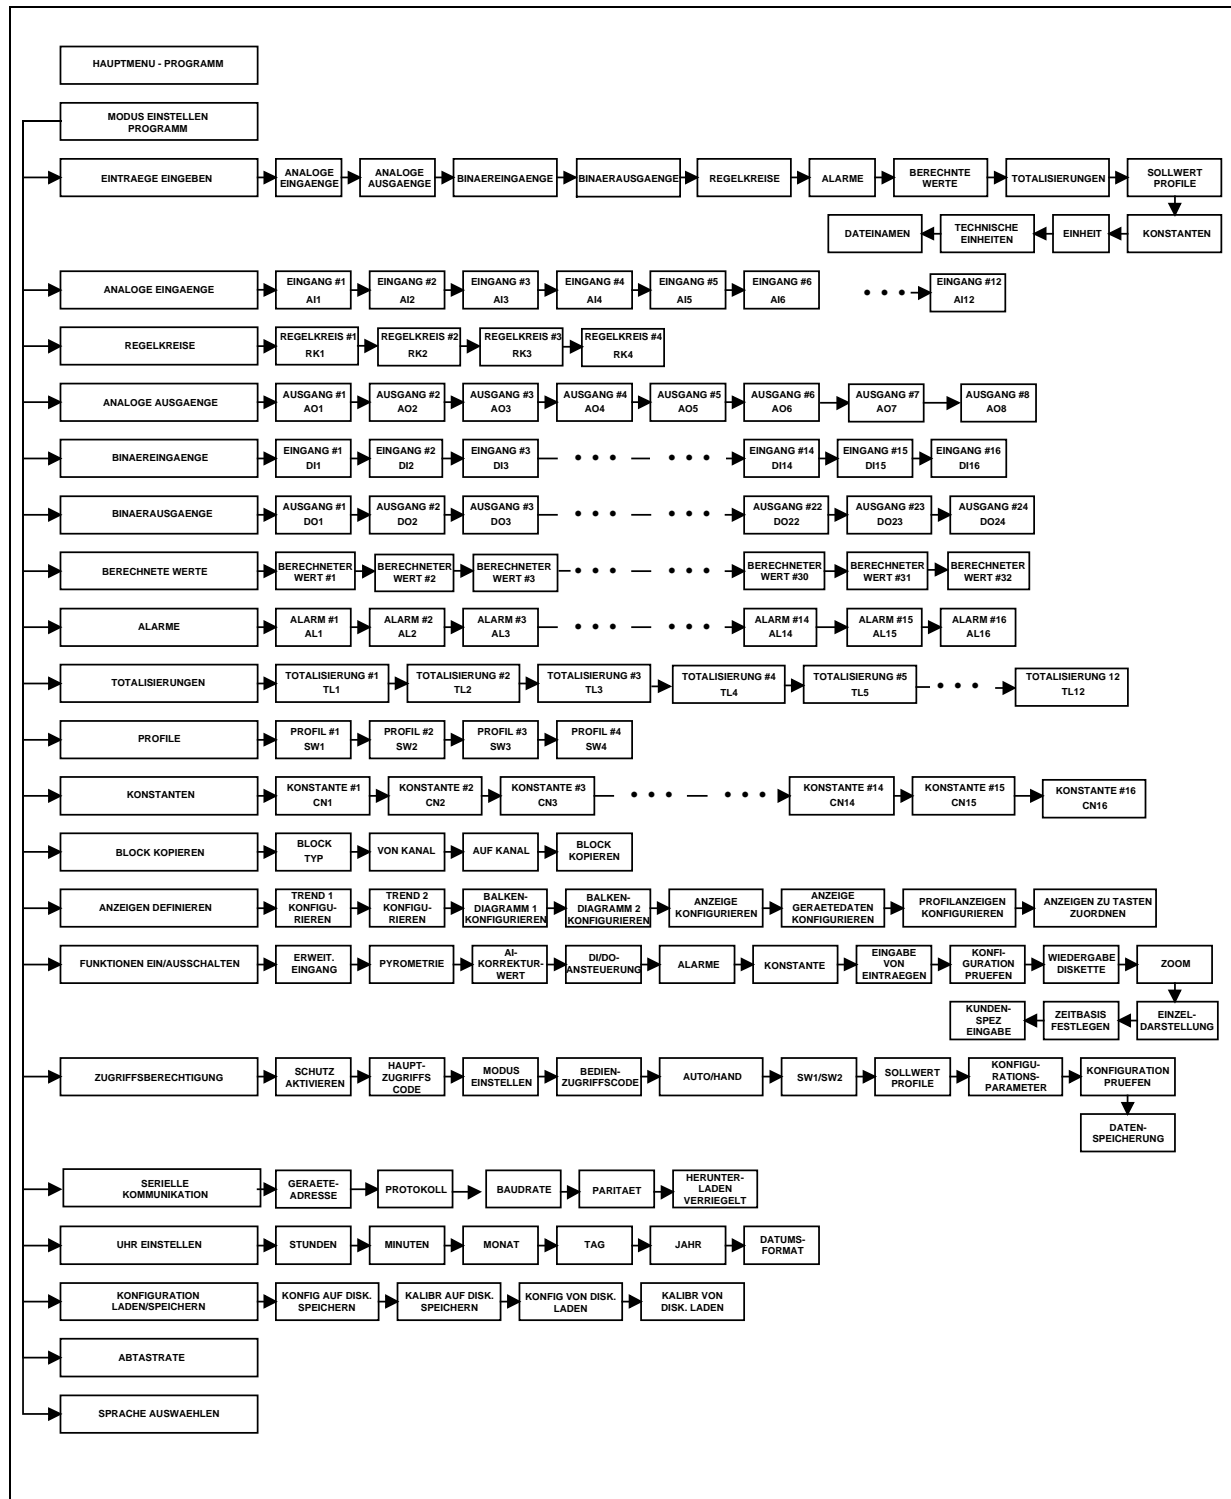 HAUPTMENU - PROGRAMM
MODUS EINSTELLEN
PROGRAMM
EINTRAEGE EINGEBEN
ANALOGE
EINGAENGE
ANALOGE
AUSGAENGE
BINAEREINGAENGE
BINAERAUSGAENGE
REGELKREISE
ALARME
BERECHNTE
WERTE
TOTALISIERUNGEN
SOLLWERT
PROFILE
DATEINAMEN
TECHNISCHE
EINHEITEN
EINHEIT
KONSTANTEN
ANALOGE EINGAENGE
EINGANG #1
AI1
EINGANG #2
AI2
EINGANG #3
AI3
EINGANG #4
AI4
EINGANG #5
AI5
EINGANG #6
AI6
EINGANG #12
AI12
REGELKREISE
REGELKREIS #1
RK1
REGELKREIS #2
RK2
REGELKREIS #3
RK3
REGELKREIS #4
RK4
ANALOGE AUSGAENGE
AUSGANG #1
AO1
AUSGANG #2
AO2
AUSGANG #3
AO3
AUSGANG #4
AO4
AUSGANG #5
AO5
AUSGANG #6
AO6
AUSGANG #7
AO7
AUSGANG #8
AO8
BINAEREINGAENGE
EINGANG #1
DI1
EINGANG #2
DI2
EINGANG #3
DI3
EINGANG #14
DI14
EINGANG #15
DI15
EINGANG #16
DI16
BINAERAUSGAENGE
AUSGANG #1
DO1
AUSGANG #2
DO2
AUSGANG #3
DO3
AUSGANG #22
DO22
AUSGANG #23
DO23
AUSGANG #24
DO24
BERECHNETE WERTE
BERECHNETER
WERT #1
BERECHNETER
WERT #2
BERECHNETER
WERT #3
BERECHNETER
WERT #30
BERECHNETER
WERT #31
BERECHNETER
WERT #32
ALARME
ALARM #1
AL1
ALARM #2
AL2
ALARM #3
AL3
ALARM #14
AL14
ALARM #15
AL15
ALARM #16
AL16
TOTALISIERUNGEN
TOTALISIERUNG #1
TL1
TOTALISIERUNG #2
TL2
TOTALISIERUNG #3
TL3
TOTALISIERUNG #4
TL4
TOTALISIERUNG #5
TL5
TOTALISIERUNG 12
TL12
PROFILE
PROFIL #1
SW1
PROFIL #2
SW2
PROFIL #3
SW3
PROFIL #4
SW4
KONSTANTEN
KONSTANTE #1
CN1
KONSTANTE #2
CN2
KONSTANTE #3
CN3
KONSTANTE #14
CN14
KONSTANTE #15
CN15
KONSTANTE #16
CN16
BLOCK KOPIEREN
BLOCK
TYP
VON KANAL
AUF KANAL
BLOCK
KOPIEREN
ANZEIGEN DEFINIEREN
TREND 1
KONFIGU-
RIEREN
TREND 2
KONFIGU-
RIEREN
BALKEN-
DIAGRAMM 1
KONFIGURIEREN
BALKEN-
DIAGRAMM 2
KONFIGURIEREN
ANZEIGE
KONFIGURIEREN
ANZEIGE
GERAETEDATEN
KONFIGURIEREN
PROFILANZEIGEN
KONFIGURIEREN
ANZEIGEN ZU TASTEN
ZUORDNEN
FUNKTIONEN EIN/AUSSCHALTEN
ERWEIT.
EINGANG
PYROMETRIE
AI-
KORREKTUR-
WERT
DI/DO-
ANSTEUERUNG
ALARME
KONSTANTE
EINGABE
VON
EINTRAEGEN
KONFI-
GURATION
PRUEFEN
WIEDERGABE
DISKETTE
ZOOM
KUNDEN-
SPEZ
EINGABE
ZEITBASIS
FESTLEGEN
EINZEL-
DARSTELLUNG
ZUGRIFFSBERECHTIGUNG
SCHUTZ
AKTIVIEREN
HAUPT-
ZUGRIFFS
CODE
MODUS
EINSTELLEN
BEDIEN-
ZUGRIFFSCODE
AUTO/HAND
SW1/SW2
SOLLWERT
PROFILE
KONFIGU-
RATIONS-
PARAMETER
KONFIGURATION
PRUEFEN
DATEN-
SPEICHERUNG
SERIELLE
KOMMUNIKATION
GERAETE-
ADRESSE
PROTOKOLL
BAUDRATE
PARITAET
HERUNTER-
LADEN
VERRIEGELT
UHR EINSTELLEN
STUNDEN
MINUTEN
MONAT
TAG
JAHR
DATUMS-
FORMAT
KONFIGURATION
LADEN/SPEICHERN
KONFIG AUF DISK.
SPEICHERN
KALIBR AUF DISK.
SPEICHERN
KONFIG VON DISK.
LADEN
KALIBR VON
DISK. LADEN
ABTASTRATE
SPRACHE AUSWAEHLEN